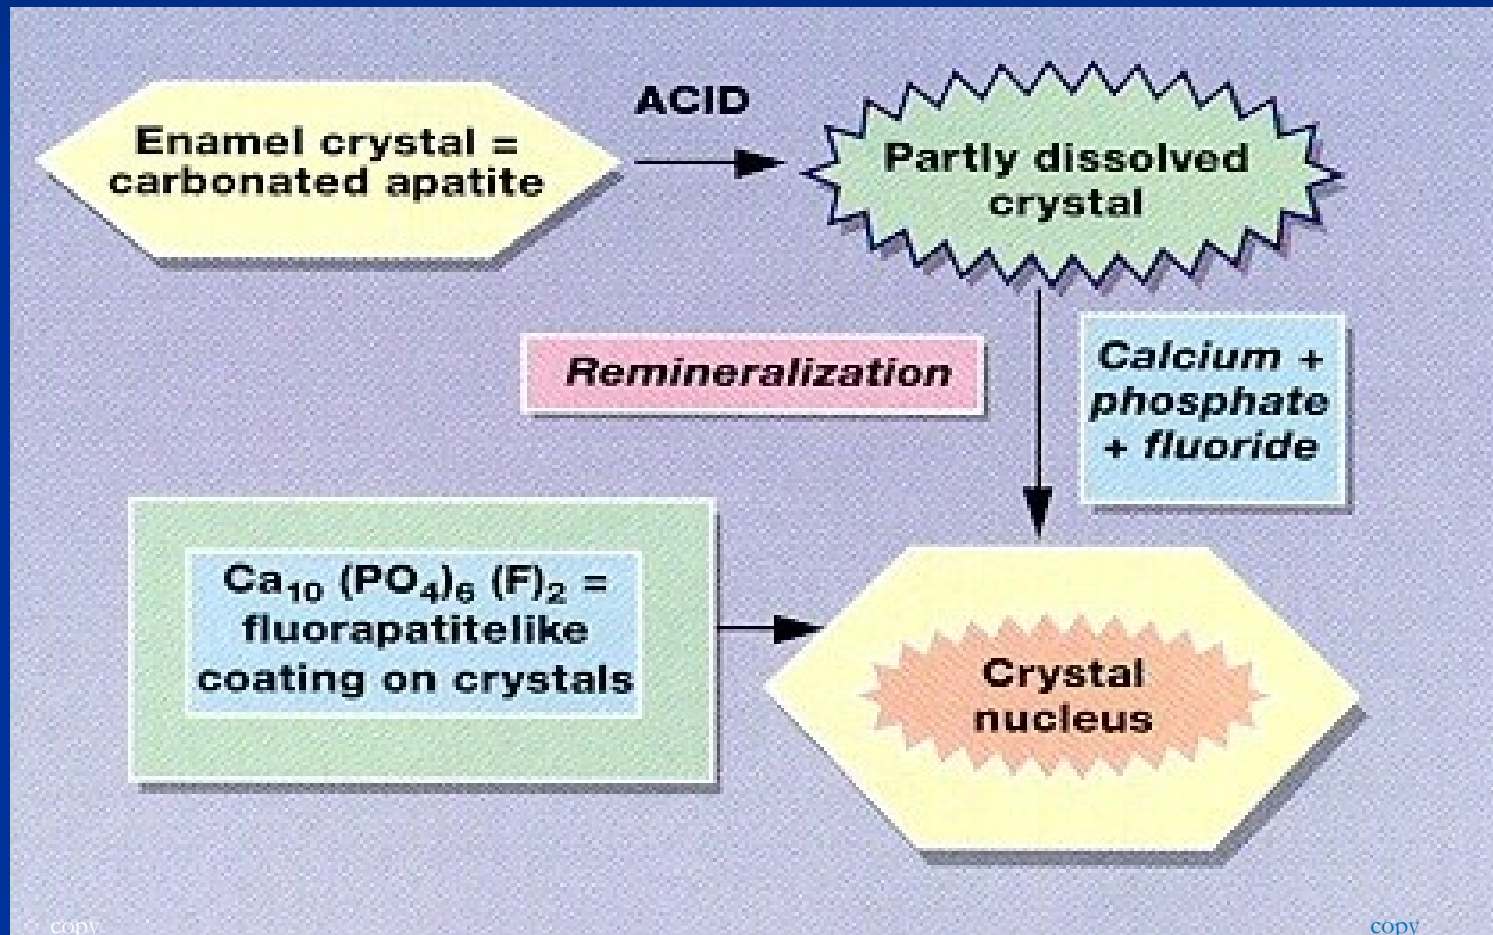 Enamel crystal =
carbonated apatite
ACID
Partly dissolved
crystal
Remineralization
Calcium +
phosphate
+ fluoride
Ca₁₀ (PO₄)₆ (F)₂ =
fluorapatitelike
coating on crystals
Crystal
nucleus
copy
copy